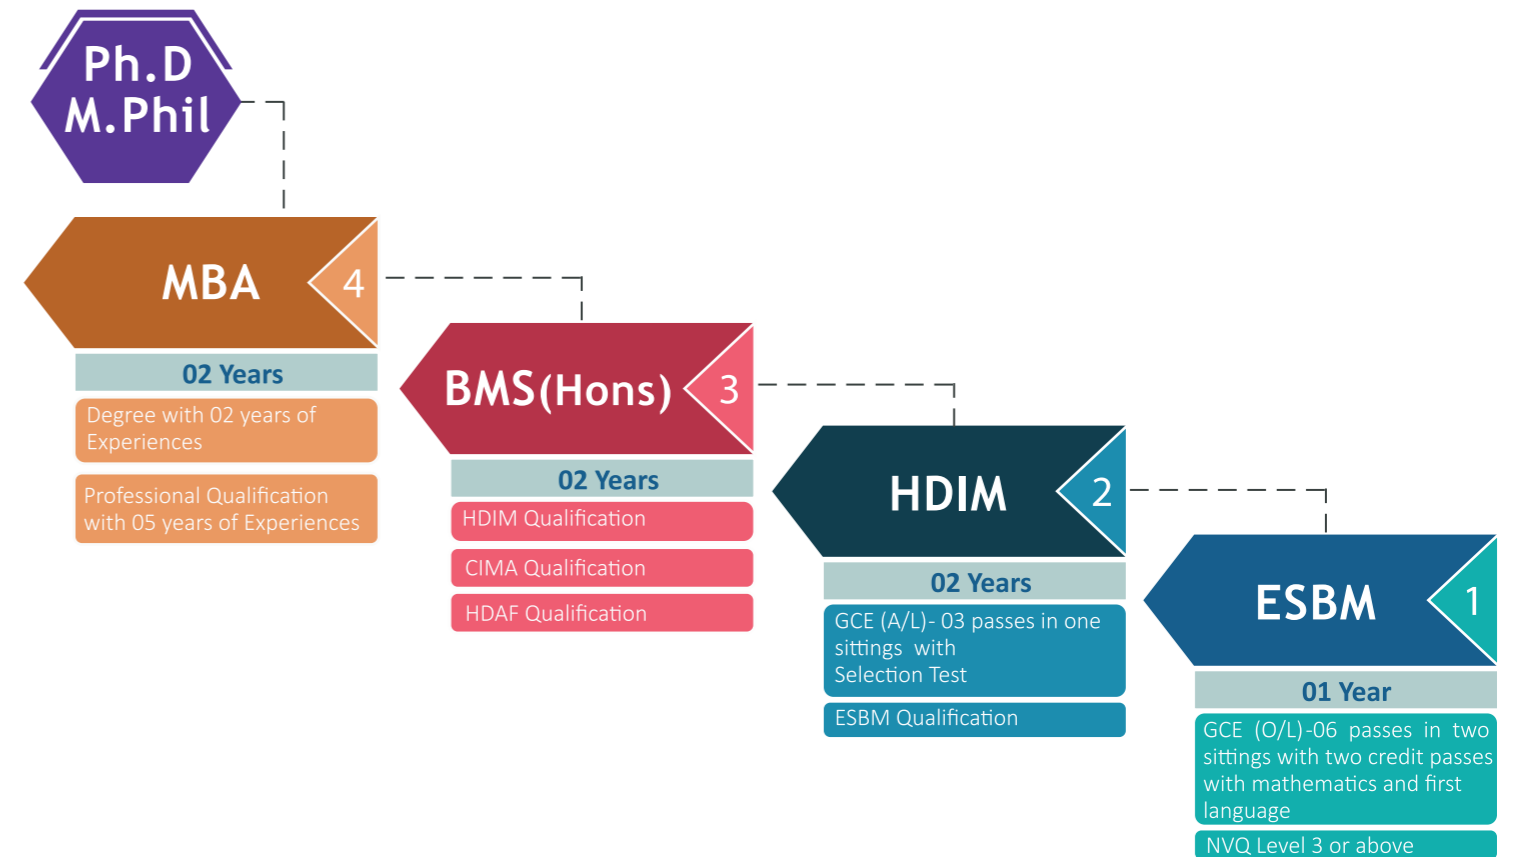 Ph.D
M.Phil
MBA
4
02 Years
Degree with 02 years of
Experiences
Professional Qualification
with 05 years of Experiences
BMS(Hons)
3
02 Years
HDIM Qualification
CIMA Qualification
HDAF Qualification
HDIM
2
02 Years
GCE (A/L)- 03 passes in one
sittings with
Selection Test
ESBM Qualification
ESBM
1
01 Year
GCE (O/L)-06 passes in two
sittings with two credit passes
with mathematics and first
language
NVQ Level 3 or above